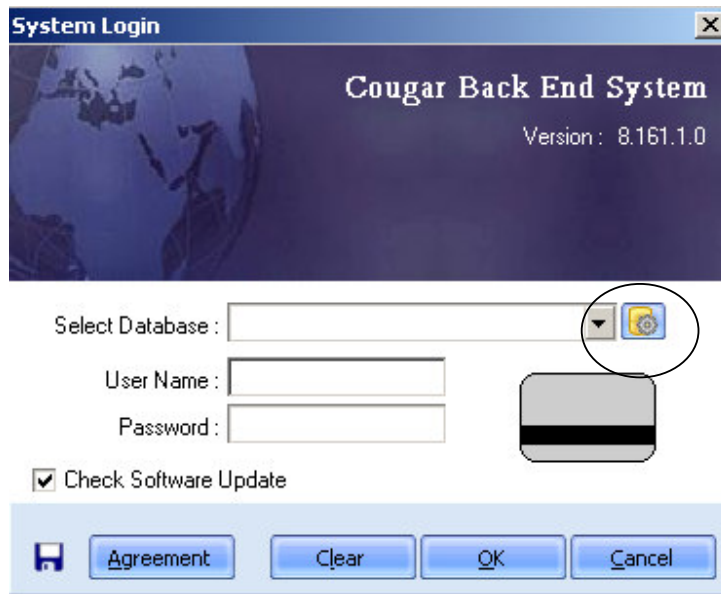 System Login
Cougar Back End System
Version : 8.161.1.0
Select Database :
User Name :
Password :
Check Software Update
Agreement Clear OK Cancel